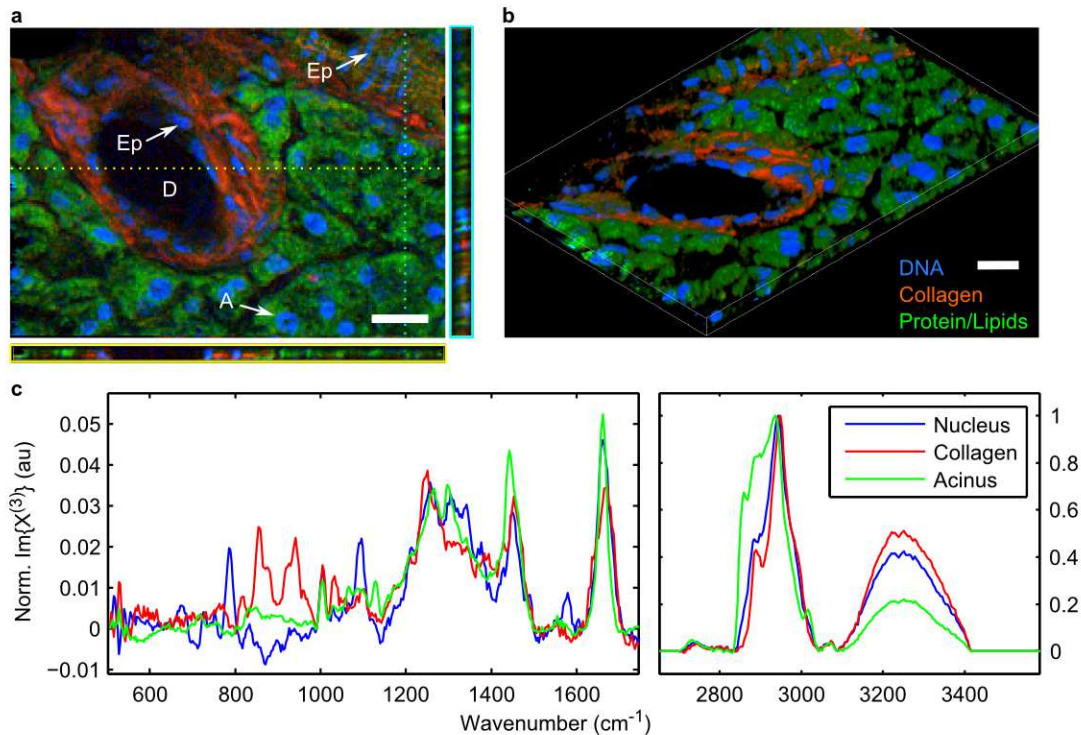 a
b
Ep
Ep
D
A
DNA
Collagen
Protein/Lipids
c
Norm. Im{X(3)} (au)
0.05
0.04
0.03
0.02
0.01
0
−0.01
600 800 1000 1200 1400 1600
2800 3000 3200 3400
1
0.8
0.6
0.4
0.2
0
Nucleus
Collagen
Acinus
Wavenumber (cm-1)